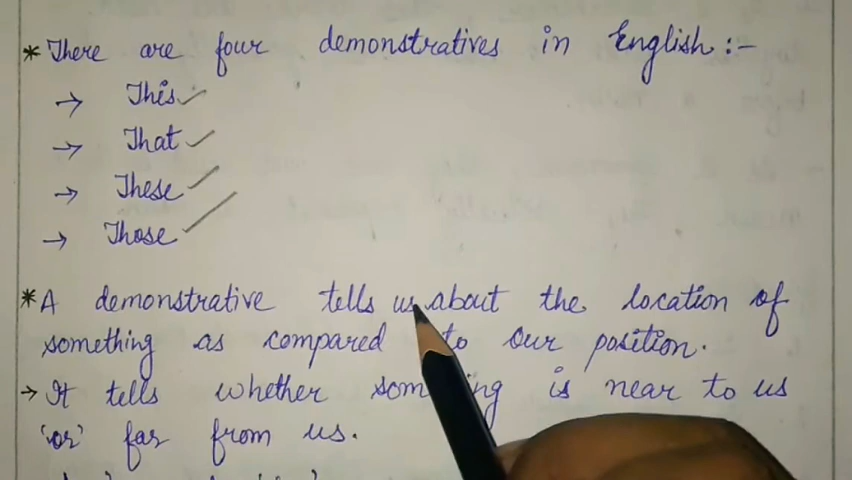 * There are four demonstratives in English:-
→ This ✓
→ That ✓
→ These ✓
→ Those ✓
* A demonstrative tells us about the location of
something as compared to our position.
→ It tells whether something is near to us
'or' far from us.